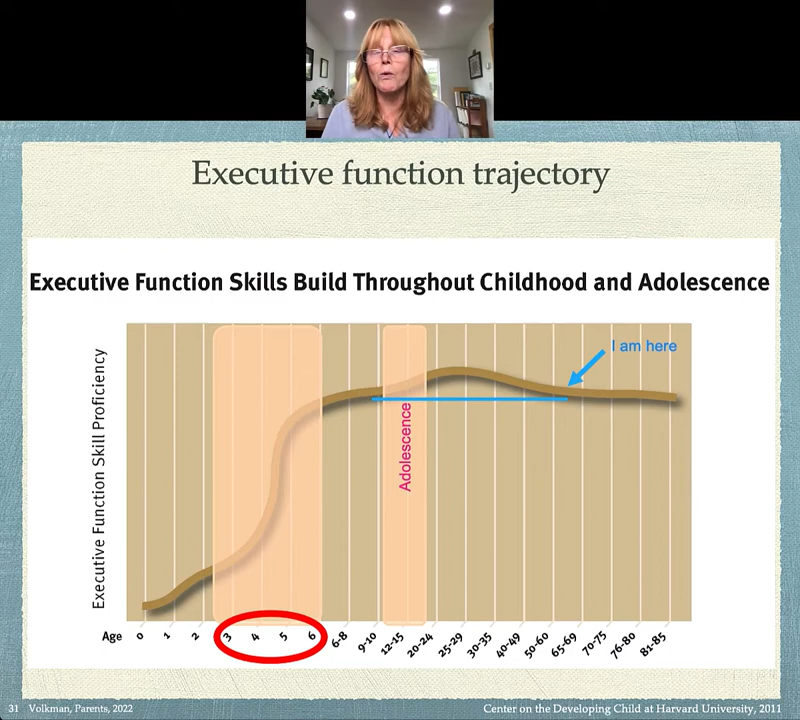 Executive function trajectory
Executive Function Skills Build Throughout Childhood and Adolescence
Executive Function Skill Proficiency
I am here
Adolescence
Age 0 1 2 3 4 5 6 6-8 9-10 12-15 20-24 25-29 30-35 40-49 50-60 65-69 70-75 76-80 81-85
31 Volkman, Parents, 2022
Center on the Developing Child at Harvard University, 2011